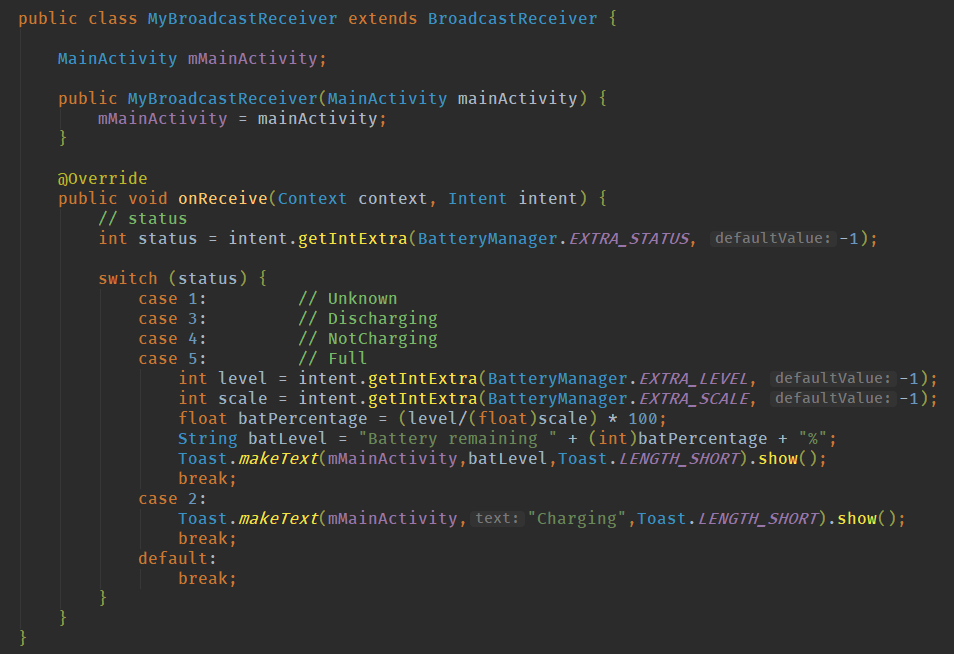 public class MyBroadcastReceiver extends BroadcastReceiver {
MainActivity mMainActivity;
public MyBroadcastReceiver(MainActivity mainActivity) {
mMainActivity = mainActivity;
}
@Override
public void onReceive(Context context, Intent intent) {
// status
int status = intent.getIntExtra(BatteryManager.EXTRA_STATUS, defaultValue: -1);
switch (status) {
case 1: // Unknown
case 3: // Discharging
case 4: // NotCharging
case 5: // Full
int level = intent.getIntExtra(BatteryManager.EXTRA_LEVEL, defaultValue: -1);
int scale = intent.getIntExtra(BatteryManager.EXTRA_SCALE, defaultValue: -1);
float batPercentage = (level/(float)scale) * 100;
String batLevel = "Battery remaining " + (int)batPercentage + "%";
Toast.makeText(mMainActivity,batLevel,Toast.LENGTH_SHORT).show();
break;
case 2:
Toast.makeText(mMainActivity, text: "Charging",Toast.LENGTH_SHORT).show();
break;
default:
break;
}
}
}